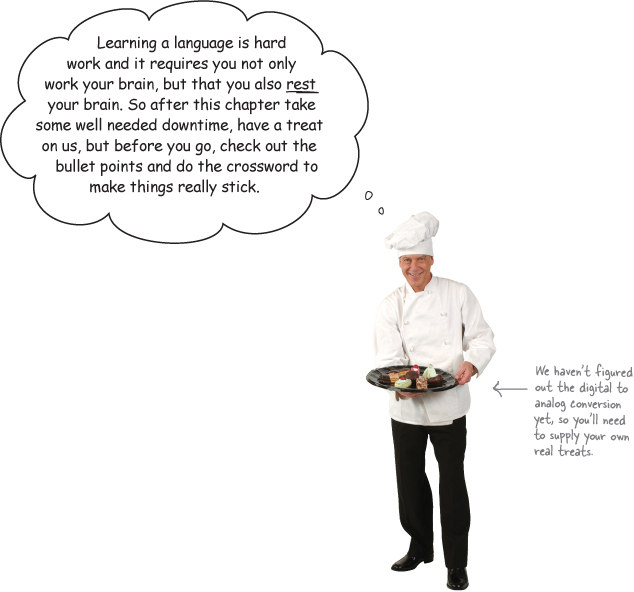 Learning a language is hard
work and it requires you not only
work your brain, but that you also rest
your brain. So after this chapter take
some well needed downtime, have a treat
on us, but before you go, check out the
bullet points and do the crossword to
make things really stick.
We haven't figured
out the digital to
analog conversion
yet, so you'll need
to supply your own
real treats.